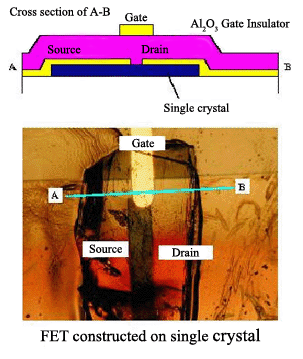 Cross section of A-B
Gate
Al₂O₃ Gate Insulator
Source
Drain
A
B
Single crystal
Gate
A
B
Source
Drain
FET constructed on single crystal